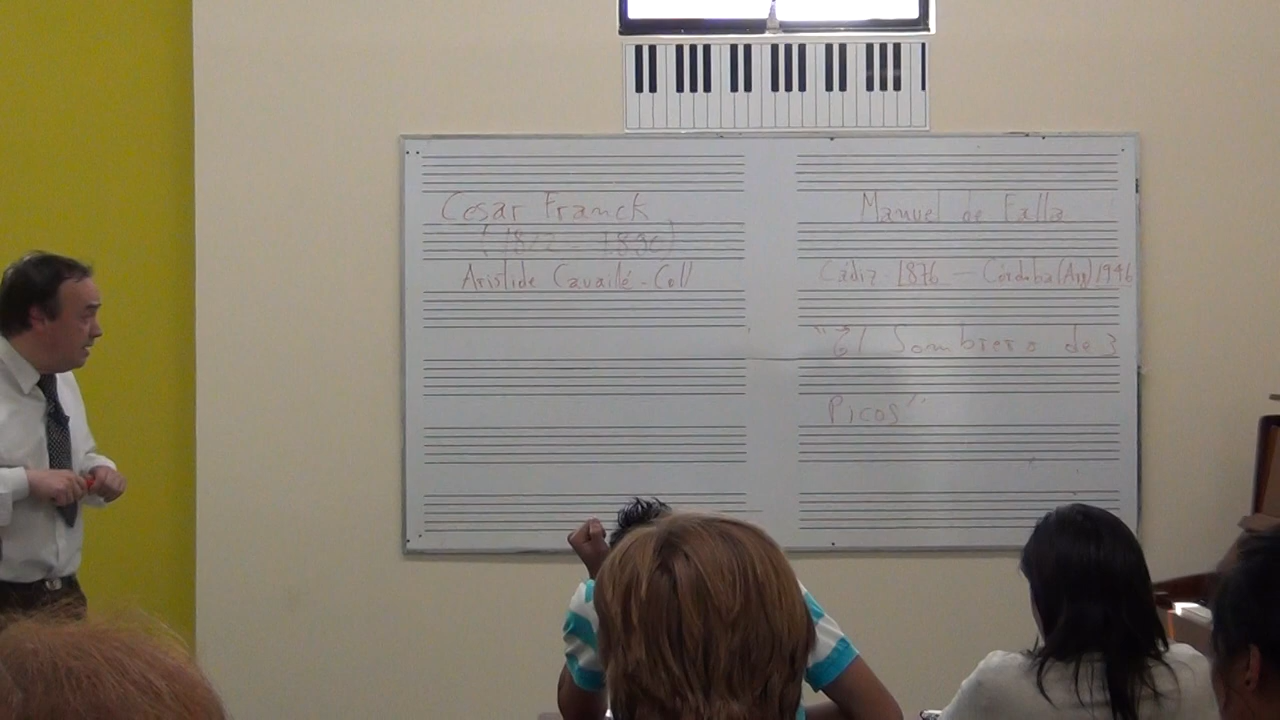 Cesar Franck
(1822 - 1890)
Aristide Cavaillé-Coll
Manuel de Falla
Cádiz 1876 - Córdoba (Arg) 1946
"El Sombrero de 3
Picos"